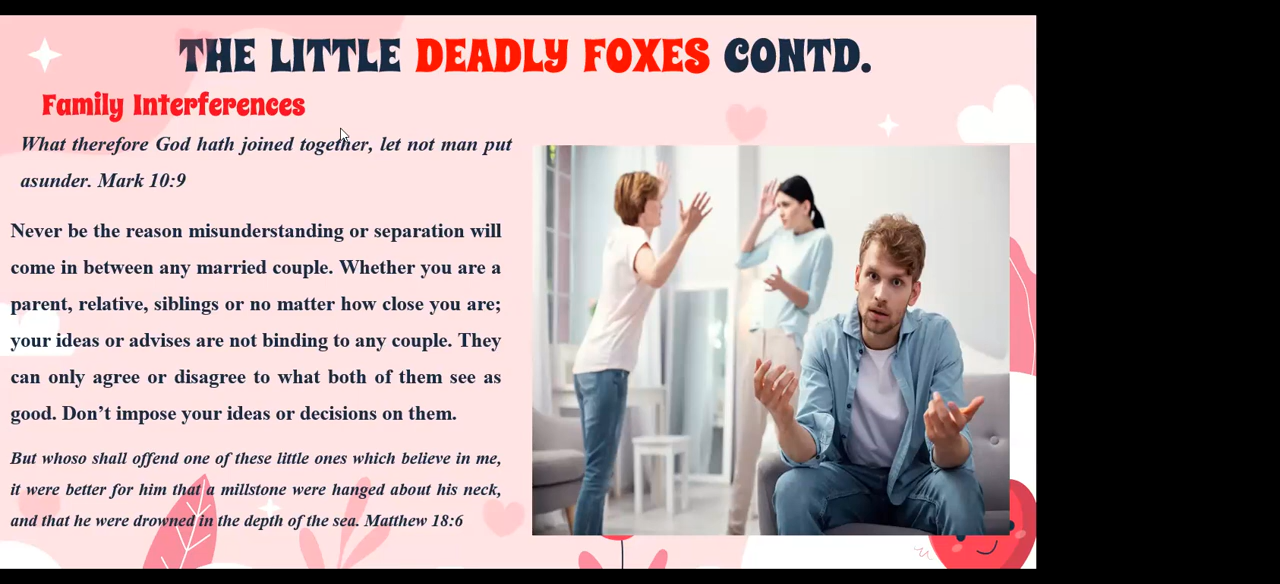 THE LITTLE DEADLY FOXES CONTD.
Family Interferences
What therefore God hath joined together, let not man put
asunder. Mark 10:9
Never be the reason misunderstanding or separation will
come in between any married couple. Whether you are a
parent, relative, siblings or no matter how close you are;
your ideas or advises are not binding to any couple. They
can only agree or disagree to what both of them see as
good. Don’t impose your ideas or decisions on them.
But whoso shall offend one of these little ones which believe in me,
it were better for him that a millstone were hanged about his neck,
and that he were drowned in the depth of the sea. Matthew 18:6